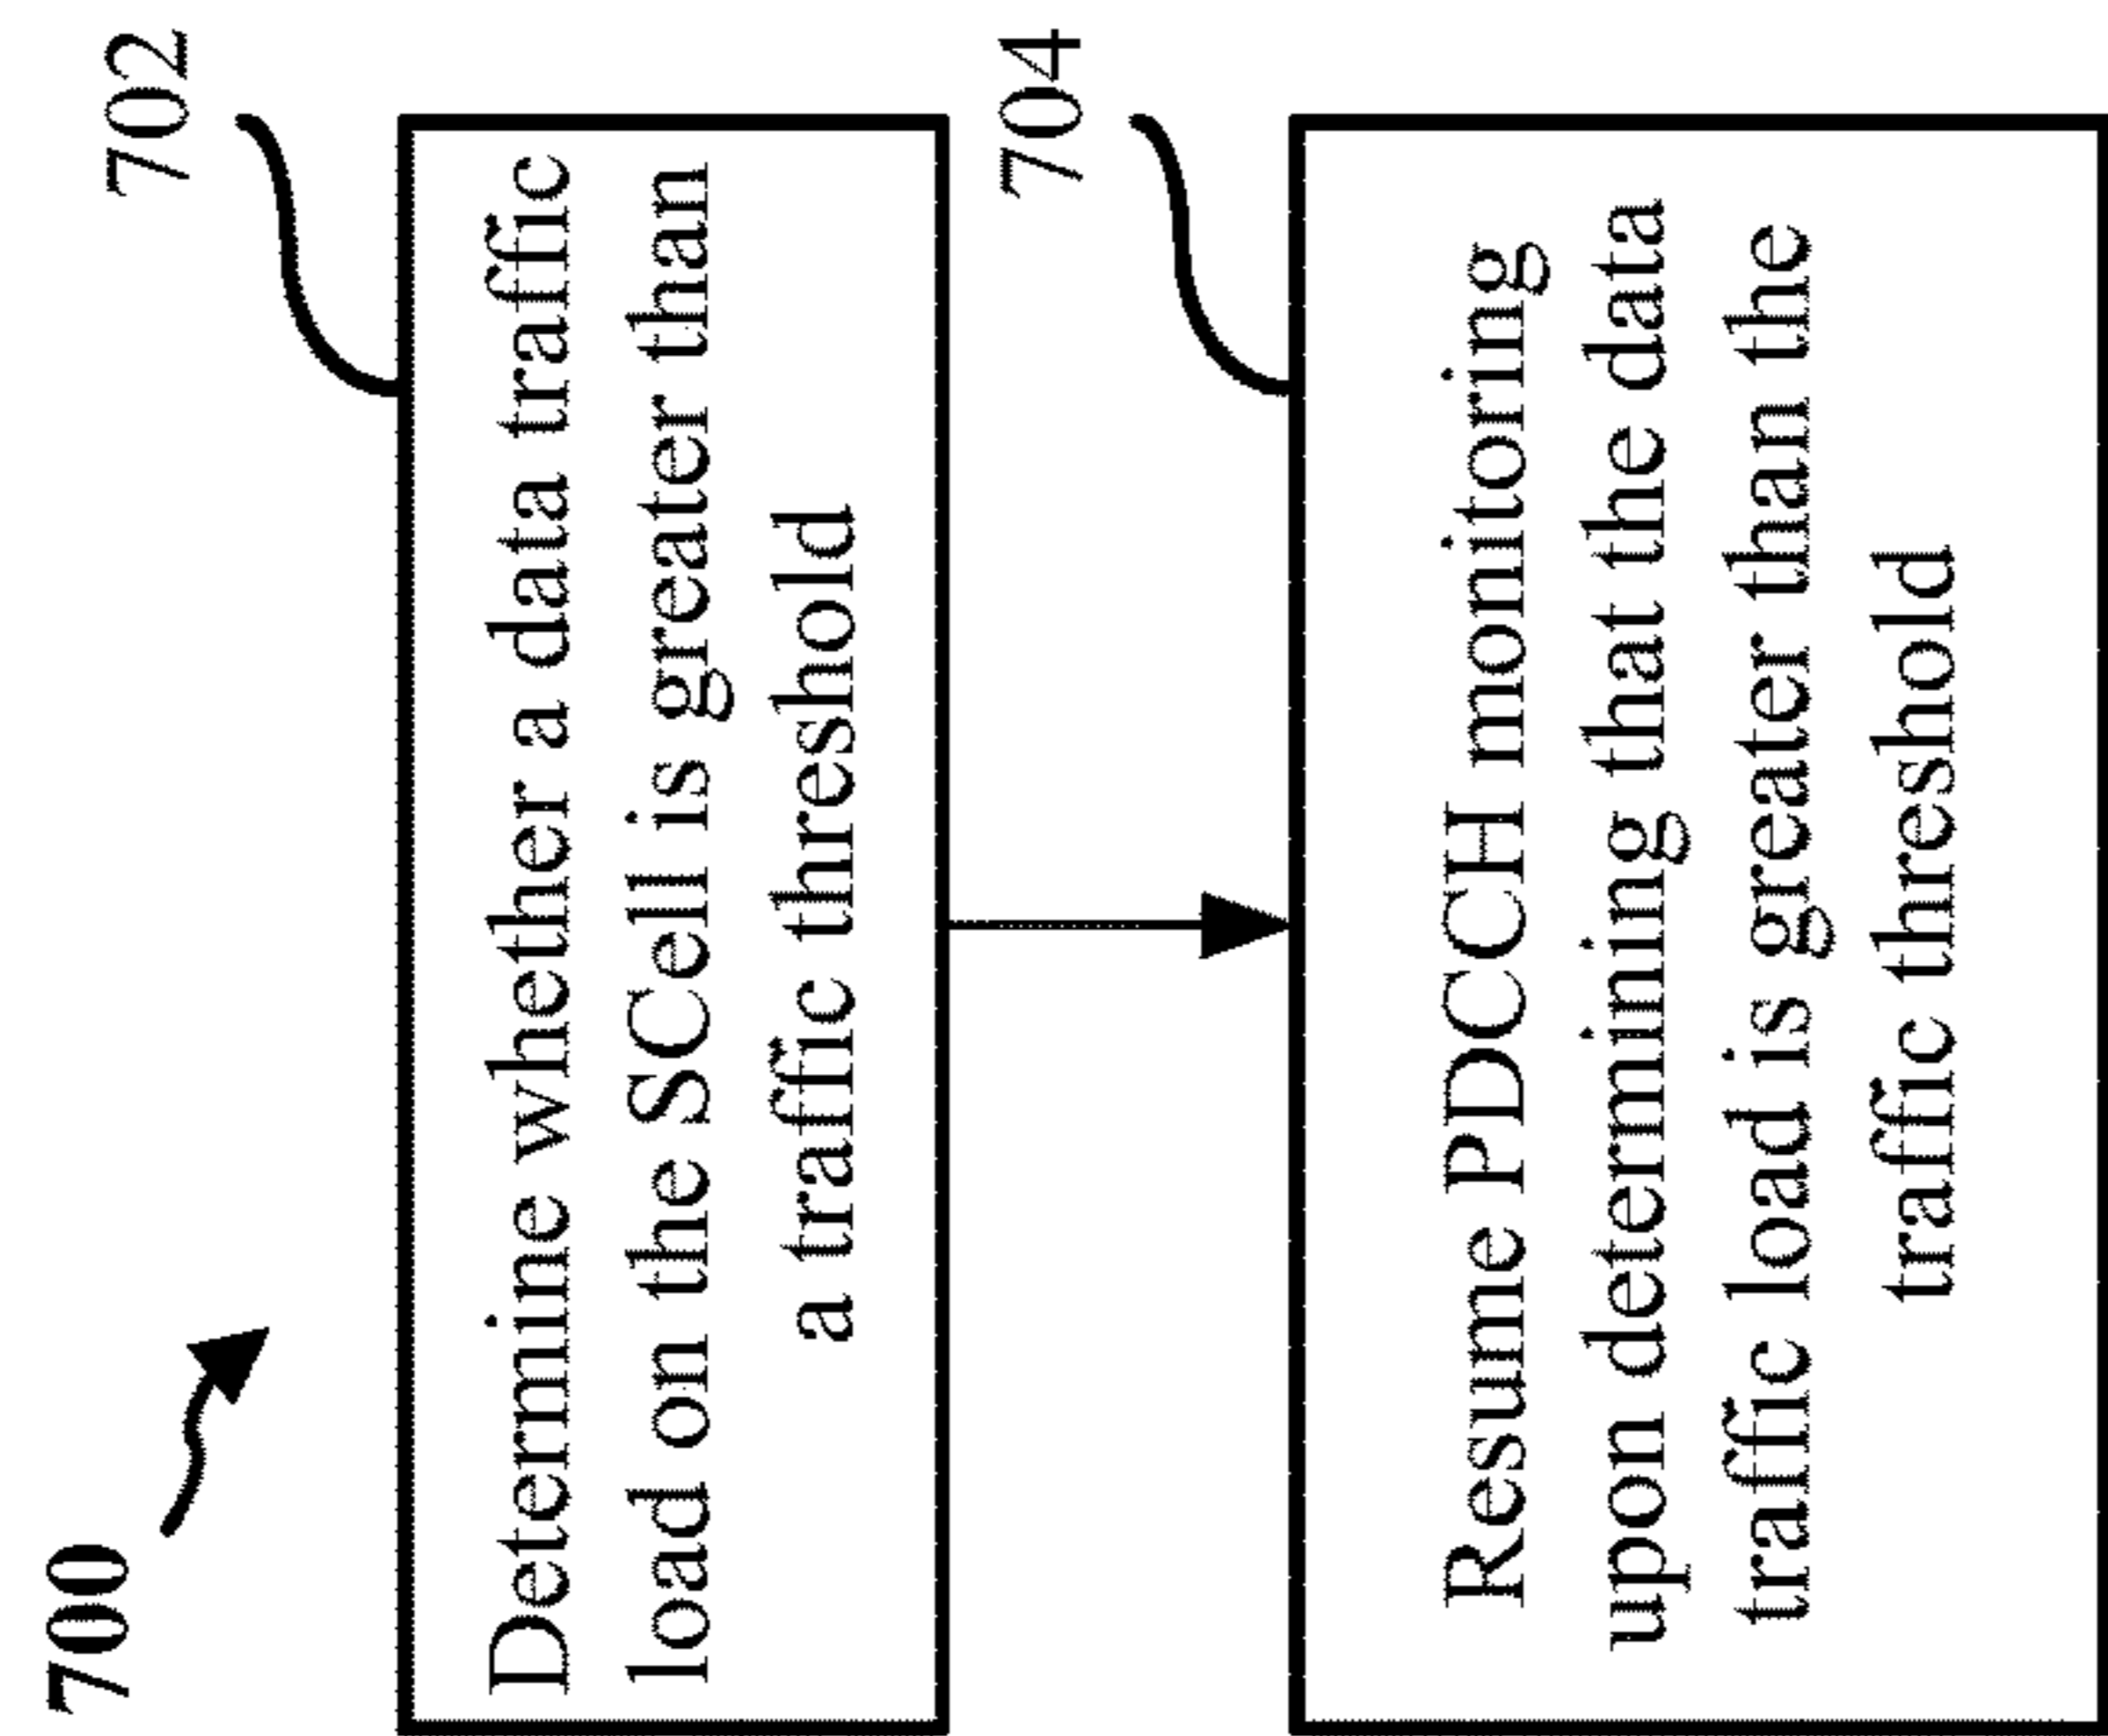 700
702
Determine whether a data traffic
load on the SCell is greater than
a traffic threshold
704
Resume PDCCH monitoring
upon determining that the data
traffic load is greater than the
traffic threshold